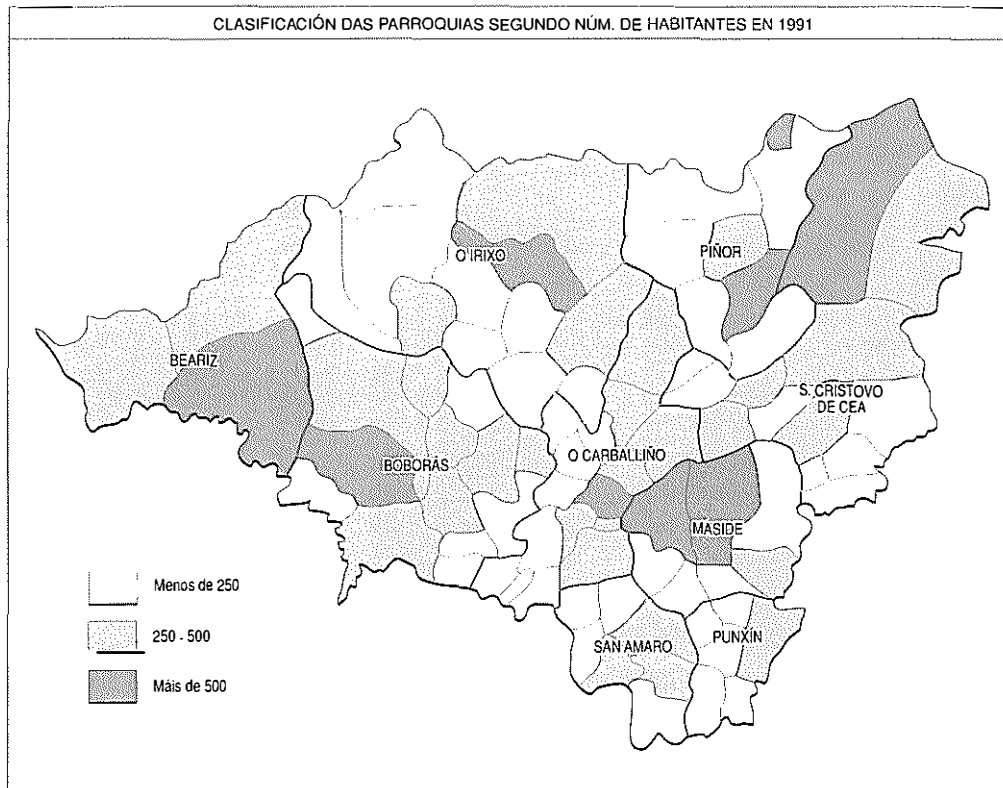 CLASIFICACIÓN DAS PARROQUIAS SEGUNDO NÚM. DE HABITANTES EN 1991
O'IRIXO
PIÑOR
BEARIZ
S. CRISTOVO
DE CEA
BOBORÁS
O CARBALLIÑO
MASIDE
SAN AMARO
PUNXÍN
Menos de 250
250 - 500
Máis de 500